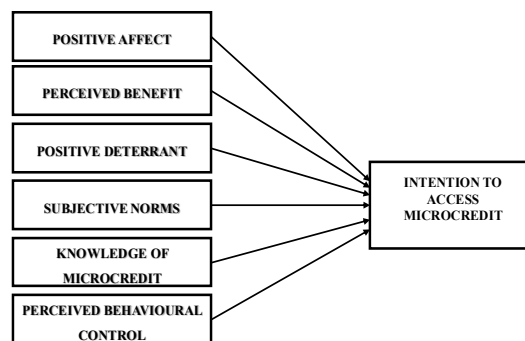 POSITIVE AFFECT
PERCEIVED BENEFIT
POSITIVE DETERRANT
SUBJECTIVE NORMS
KNOWLEDGE OF
MICROCREDIT
PERCEIVED BEHAVIOURAL
CONTROL
INTENTION TO
ACCESS
MICROCREDIT